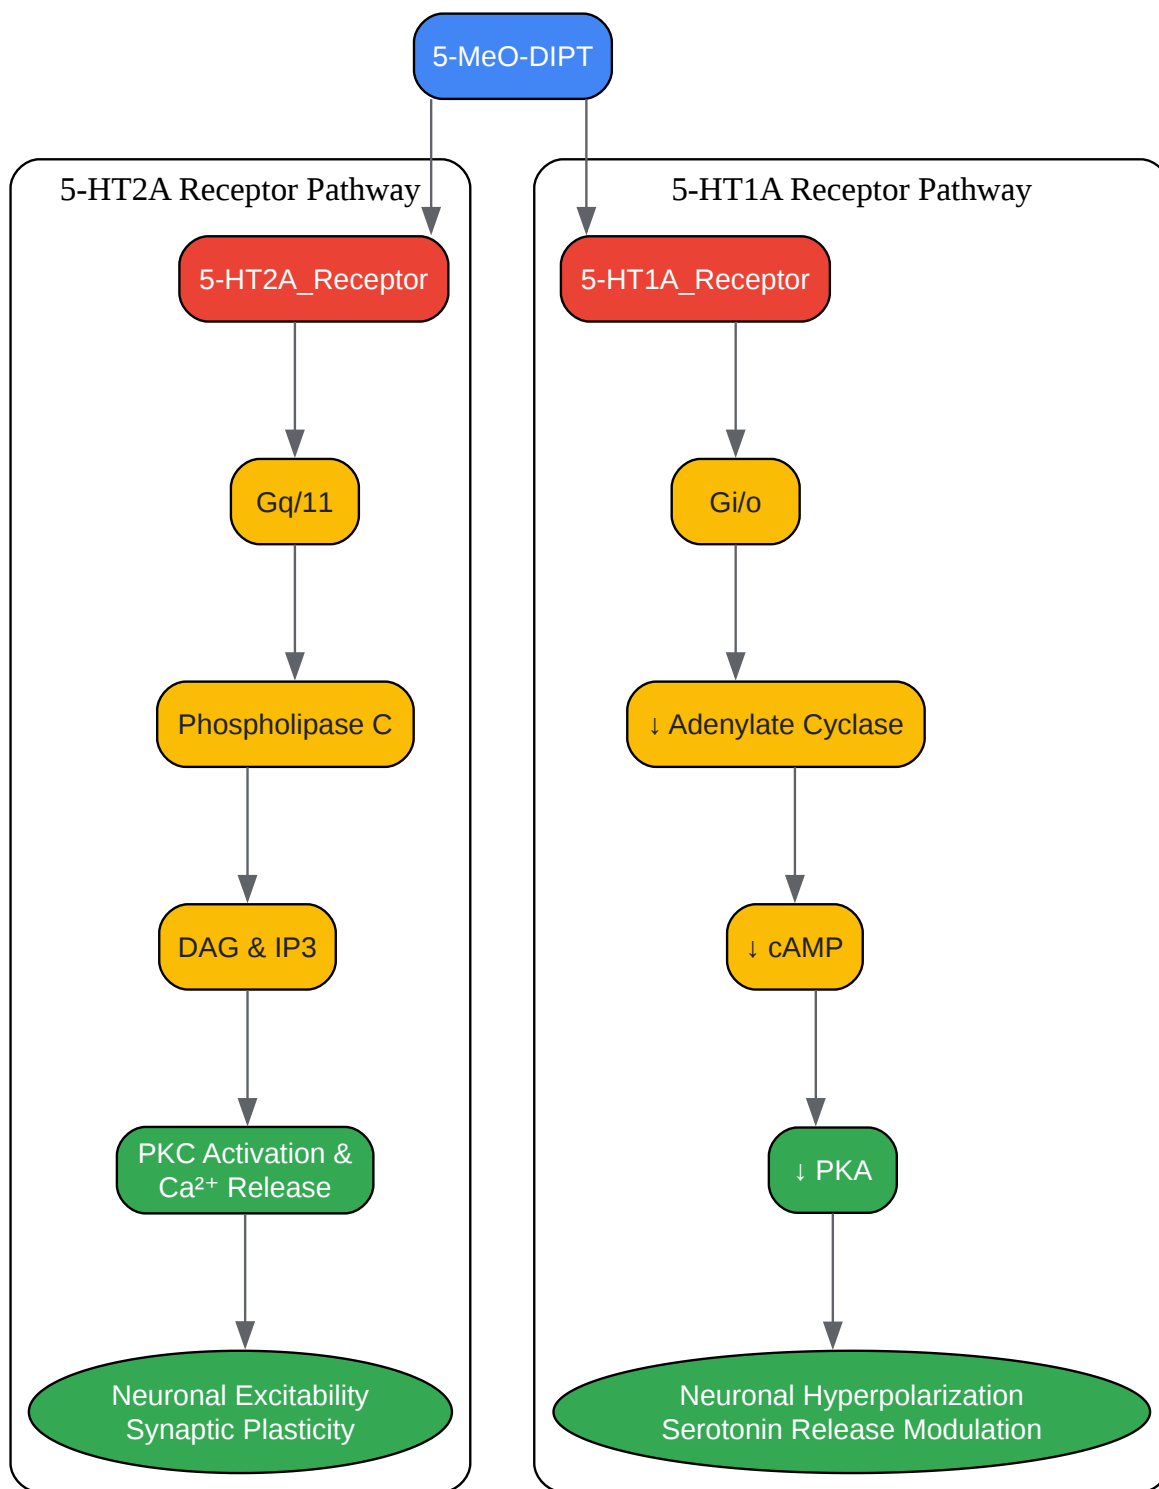 5-MeO-DIPT
5-HT2A Receptor Pathway
5-HT2A_Receptor
Gq/11
Phospholipase C
DAG & IP3
PKC Activation &
Ca²⁺ Release
Neuronal Excitability
Synaptic Plasticity
5-HT1A Receptor Pathway
5-HT1A_Receptor
Gi/o
↓ Adenylate Cyclase
↓ cAMP
↓ PKA
Neuronal Hyperpolarization
Serotonin Release Modulation